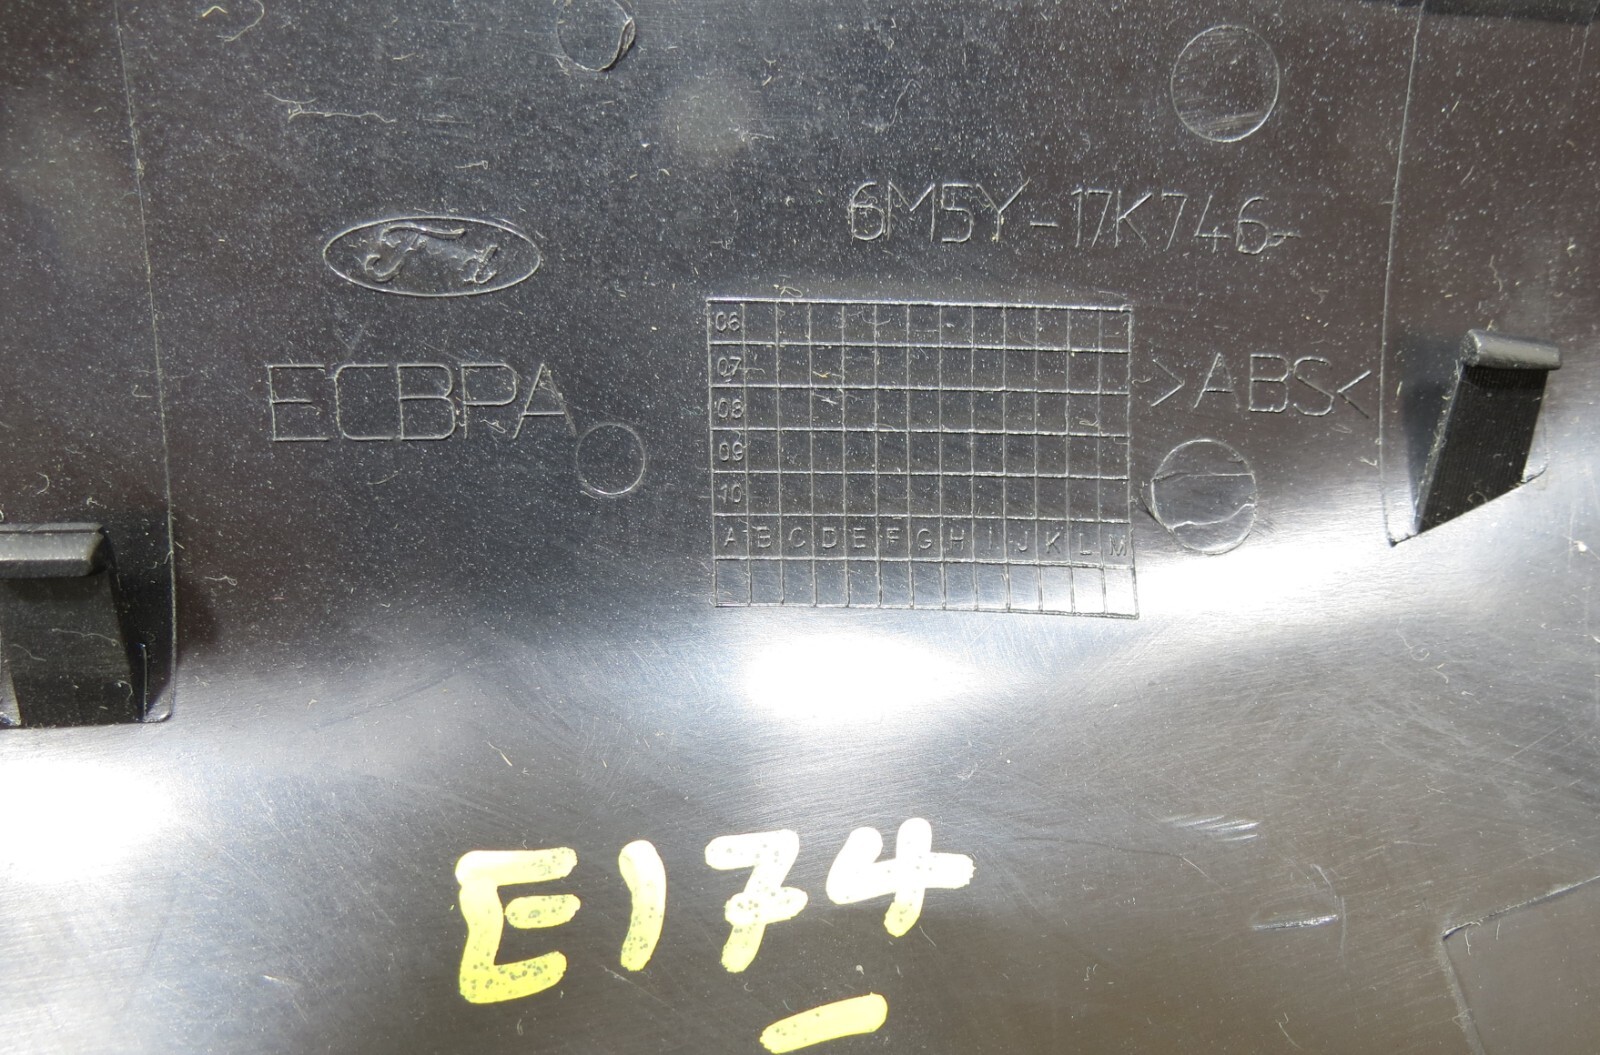 6M5Y-17K746-
Ford
ECBPA
06
07
08
09
10
A B C D E F G H I J K L M
>ABS<
E174